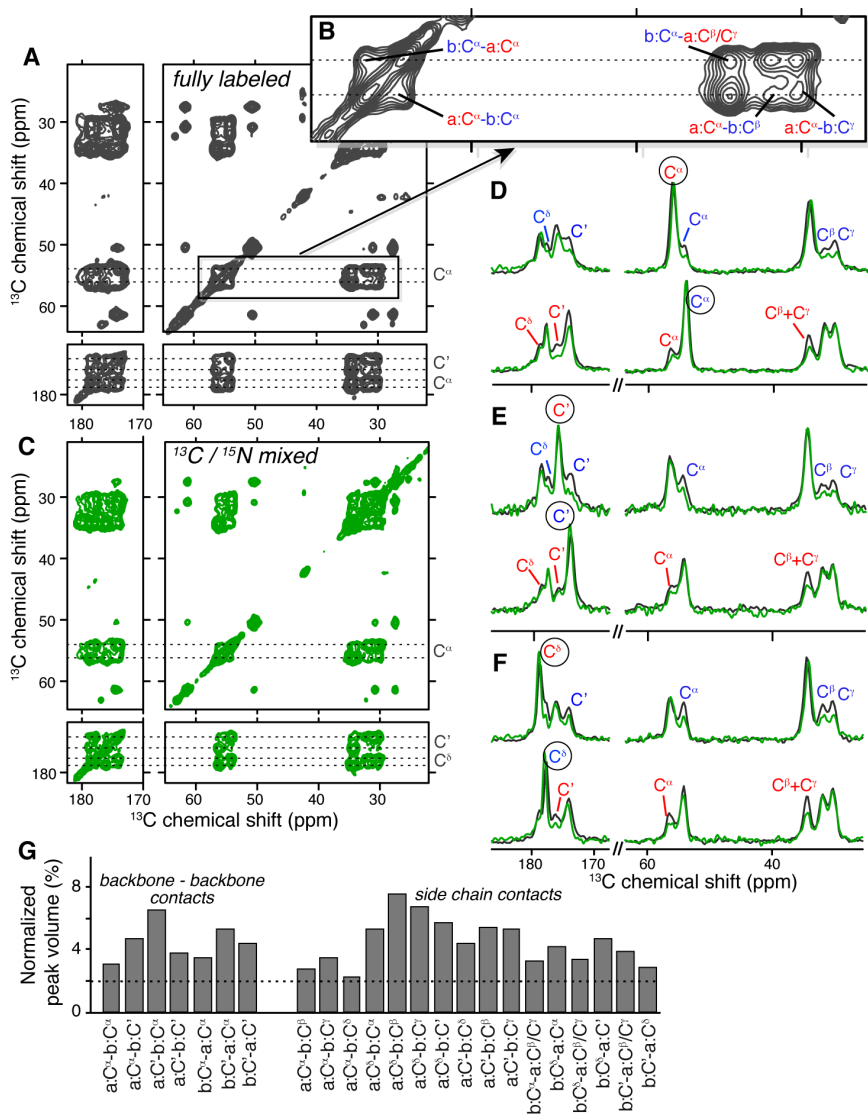 A
fully labeled
¹³C chemical shift (ppm)
30
40
50
60
180
Cα
C'
Cα
180
170
60
50
40
30
B
b:Cα-a:Cα
b:Cα-a:Cβ/Cγ
a:Cα-b:Cα
a:Cα-b:Cβ
a:Cα-b:Cγ
C
¹³C / ¹⁵N mixed
¹³C chemical shift (ppm)
30
40
50
60
180
Cα
C'
Cδ
180
170
60
50
40
30
¹³C chemical shift (ppm)
D
Cα
Cδ
C'
Cα
Cβ Cγ
Cδ
C'
Cα
Cα
Cβ+Cγ
E
C'
Cδ
C'
Cα
Cβ Cγ
C'
Cδ
C'
Cα
Cβ+Cγ
F
Cδ
C'
Cα
Cβ Cγ
Cδ
C'
Cα
Cβ+Cγ
180
170
//
60
40
¹³C chemical shift (ppm)
G
backbone - backbone
contacts
side chain contacts
Normalized
peak volume (%)
8
4
0
a:Cα-b:Cα
a:Cα-b:C'
a:C'-b:Cα
a:C'-b:C'
b:Cα-a:Cα
b:C'-a:Cα
b:C'-a:C'
a:Cα-b:Cβ
a:Cα-b:Cγ
a:Cα-b:Cδ
a:Cδ-b:Cα
a:Cδ-b:Cβ
a:Cδ-b:Cγ
a:Cδ-b:C'
a:C'-b:Cδ
a:C'-b:Cβ
a:C'-b:Cγ
b:Cα-a:Cβ/Cγ
b:Cδ-a:Cα
b:Cδ-a:Cβ/Cγ
b:Cδ-a:C'
b:C'-a:Cβ/Cγ
b:C'-a:Cδ